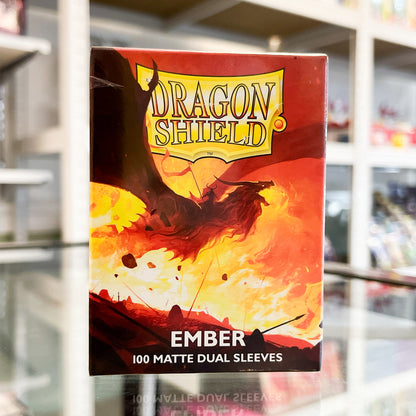 DRAGON
SHIELD
EMBER
100 MATTE DUAL SLEEVES